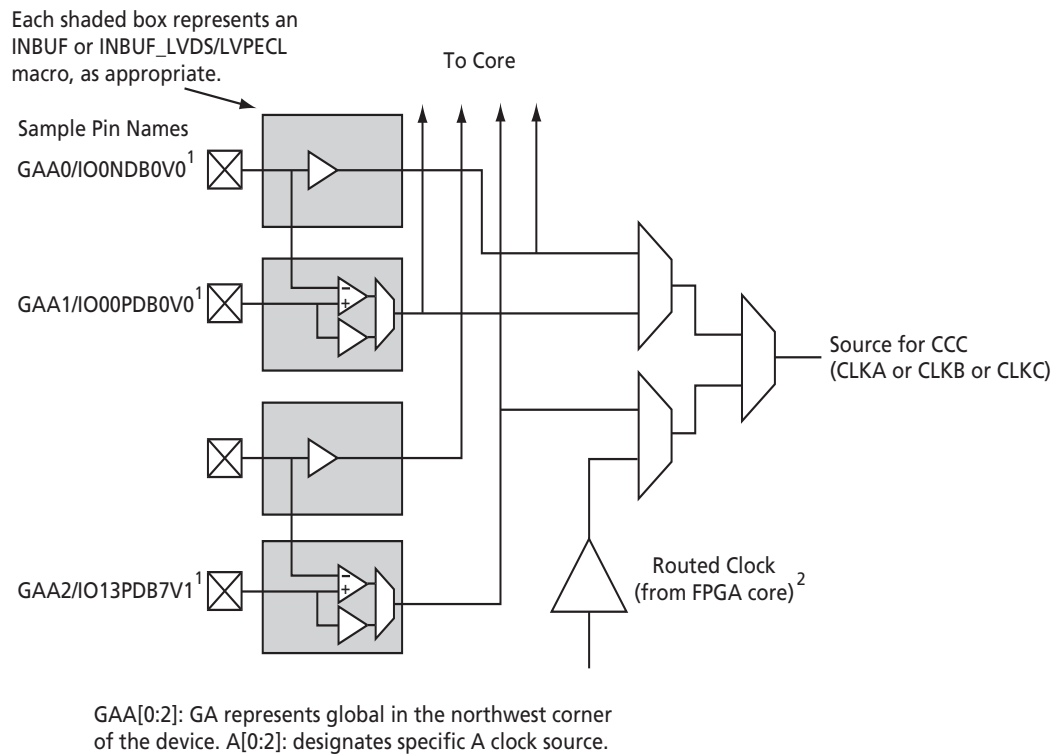 Each shaded box represents an
INBUF or INBUF_LVDS/LVPECL
macro, as appropriate.
To Core
Sample Pin Names
GAA0/IO0NDB0V0¹
GAA1/IO00PDB0V0¹
-
+
Source for CCC
(CLKA or CLKB or CLKC)
GAA2/IO13PDB7V1¹
-
+
Routed Clock
(from FPGA core)²
GAA[0:2]: GA represents global in the northwest corner
of the device. A[0:2]: designates specific A clock source.